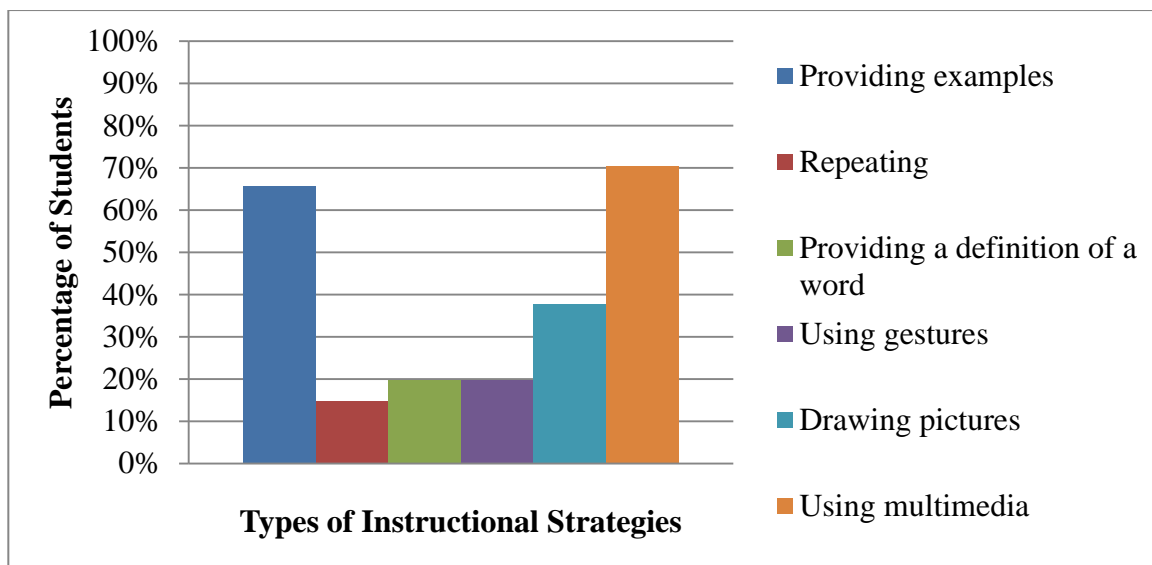 100%
90%
80%
70%
60%
50%
40%
30%
20%
10%
0%
Percentage of Students
Types of Instructional Strategies
Providing examples
Repeating
Providing a definition of a
word
Using gestures
Drawing pictures
Using multimedia